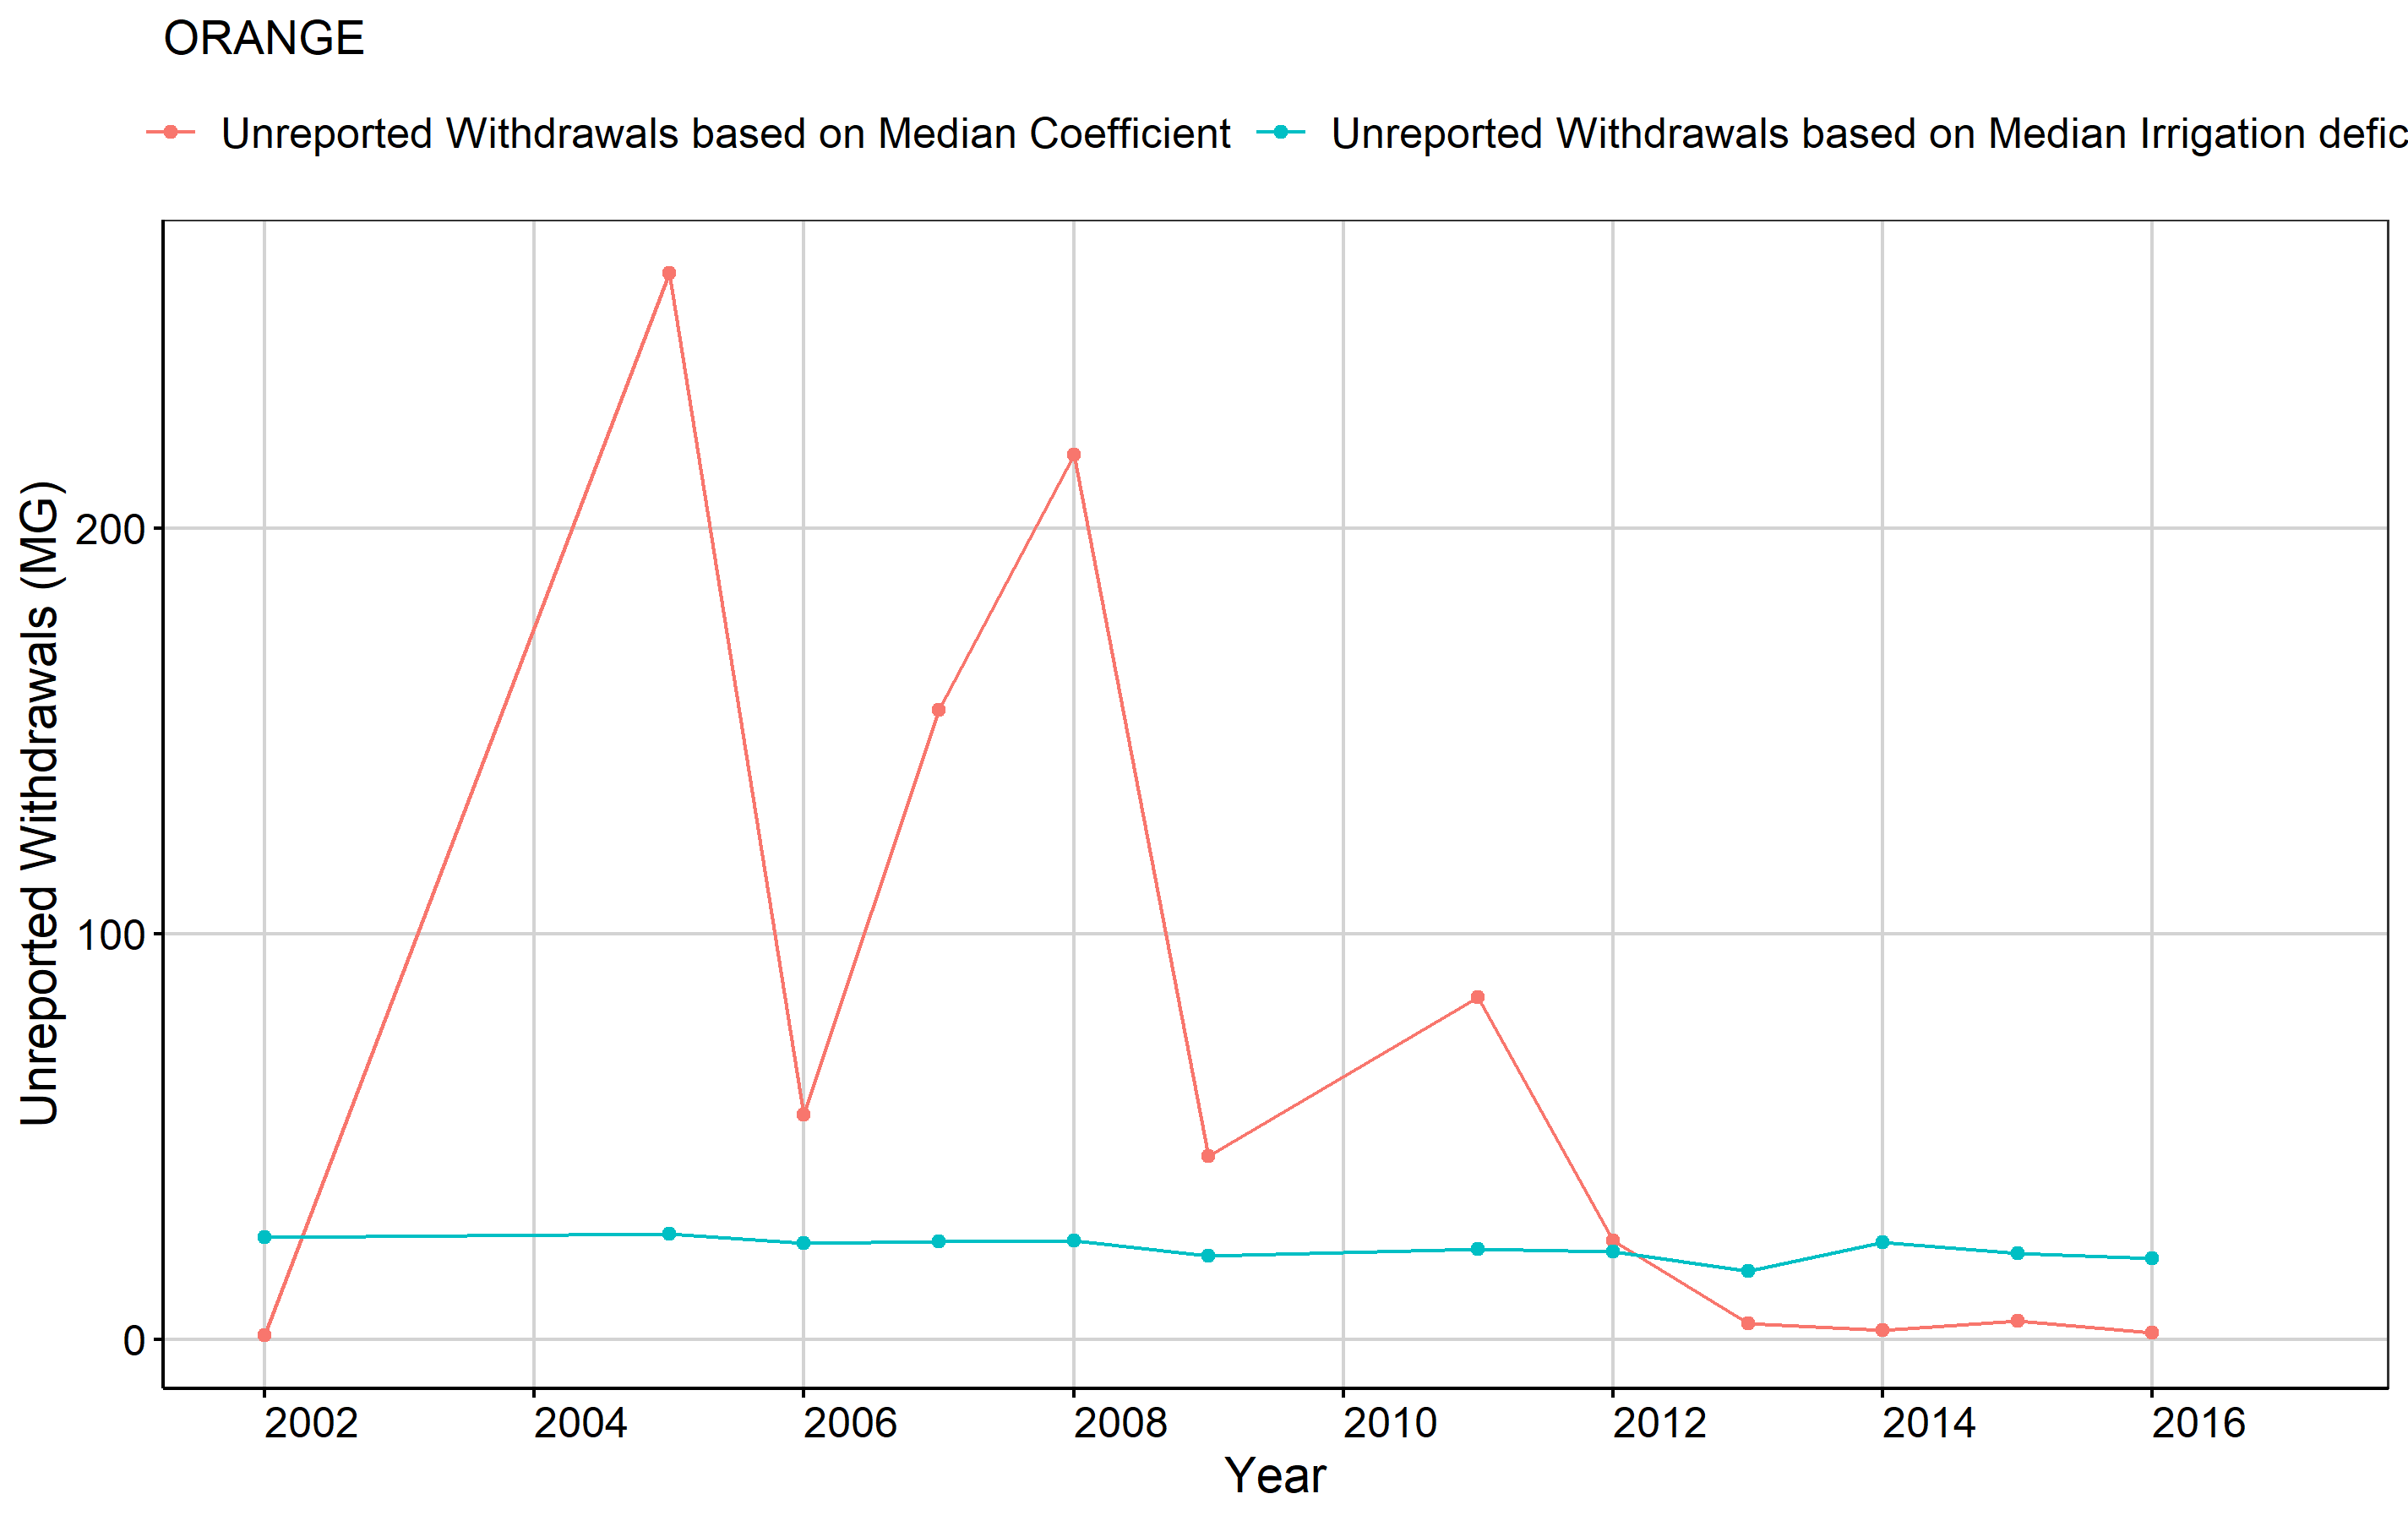 ORANGE
Unreported Withdrawals based on Median Coefficient Unreported Withdrawals based on Median Irrigation defic
Unreported Withdrawals (MG)
200
100
0
2002 2004 2006 2008 2010 2012 2014 2016
Year